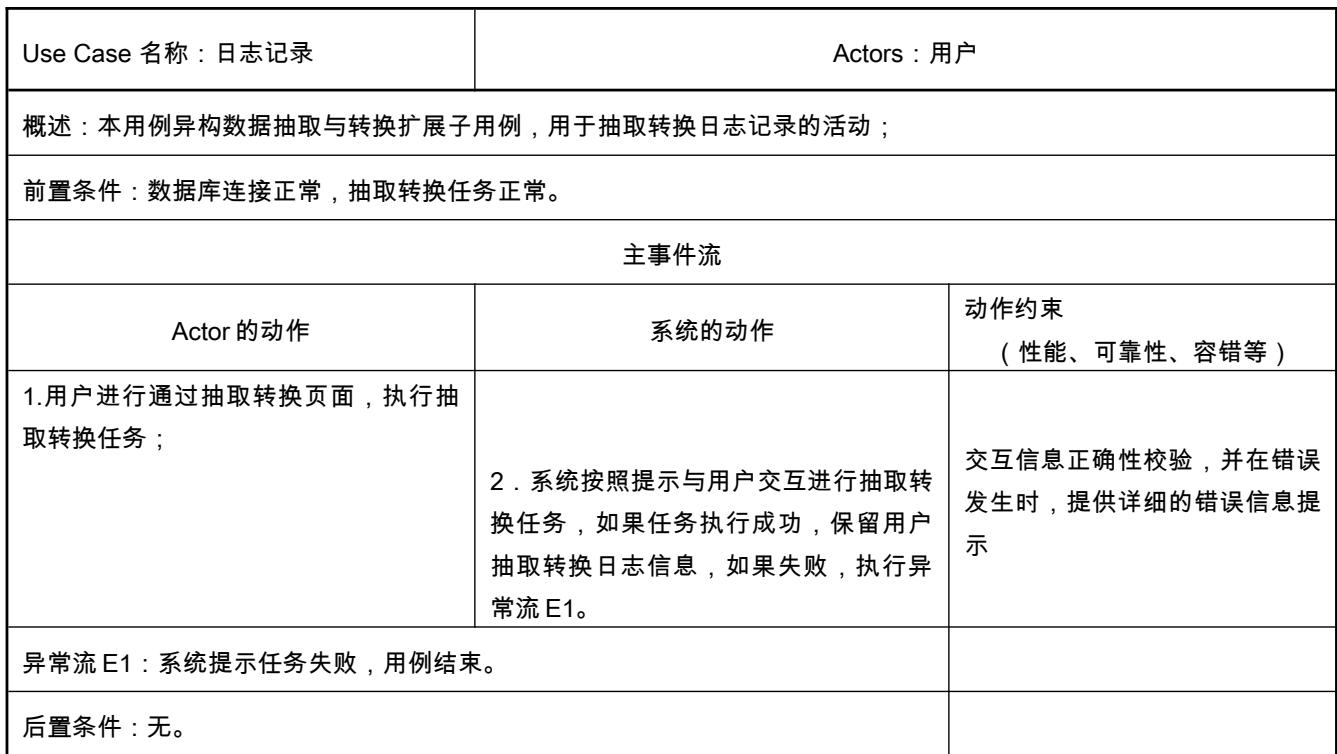 Use Case 名称：日志记录
Actors：用户
概述：本用例异构数据抽取与转换扩展子用例，用于抽取转换日志记录的活动；
前置条件：数据库连接正常，抽取转换任务正常。
主事件流
Actor 的动作
系统的动作
动作约束
（性能、可靠性、容错等）
1.用户进行通过抽取转换页面，执行抽
取转换任务；
2．系统按照提示与用户交互进行抽取转
换任务，如果任务执行成功，保留用户
抽取转换日志信息，如果失败，执行异
常流 E1。
交互信息正确性校验，并在错误
发生时，提供详细的错误信息提
示
异常流 E1：系统提示任务失败，用例结束。
后置条件：无。